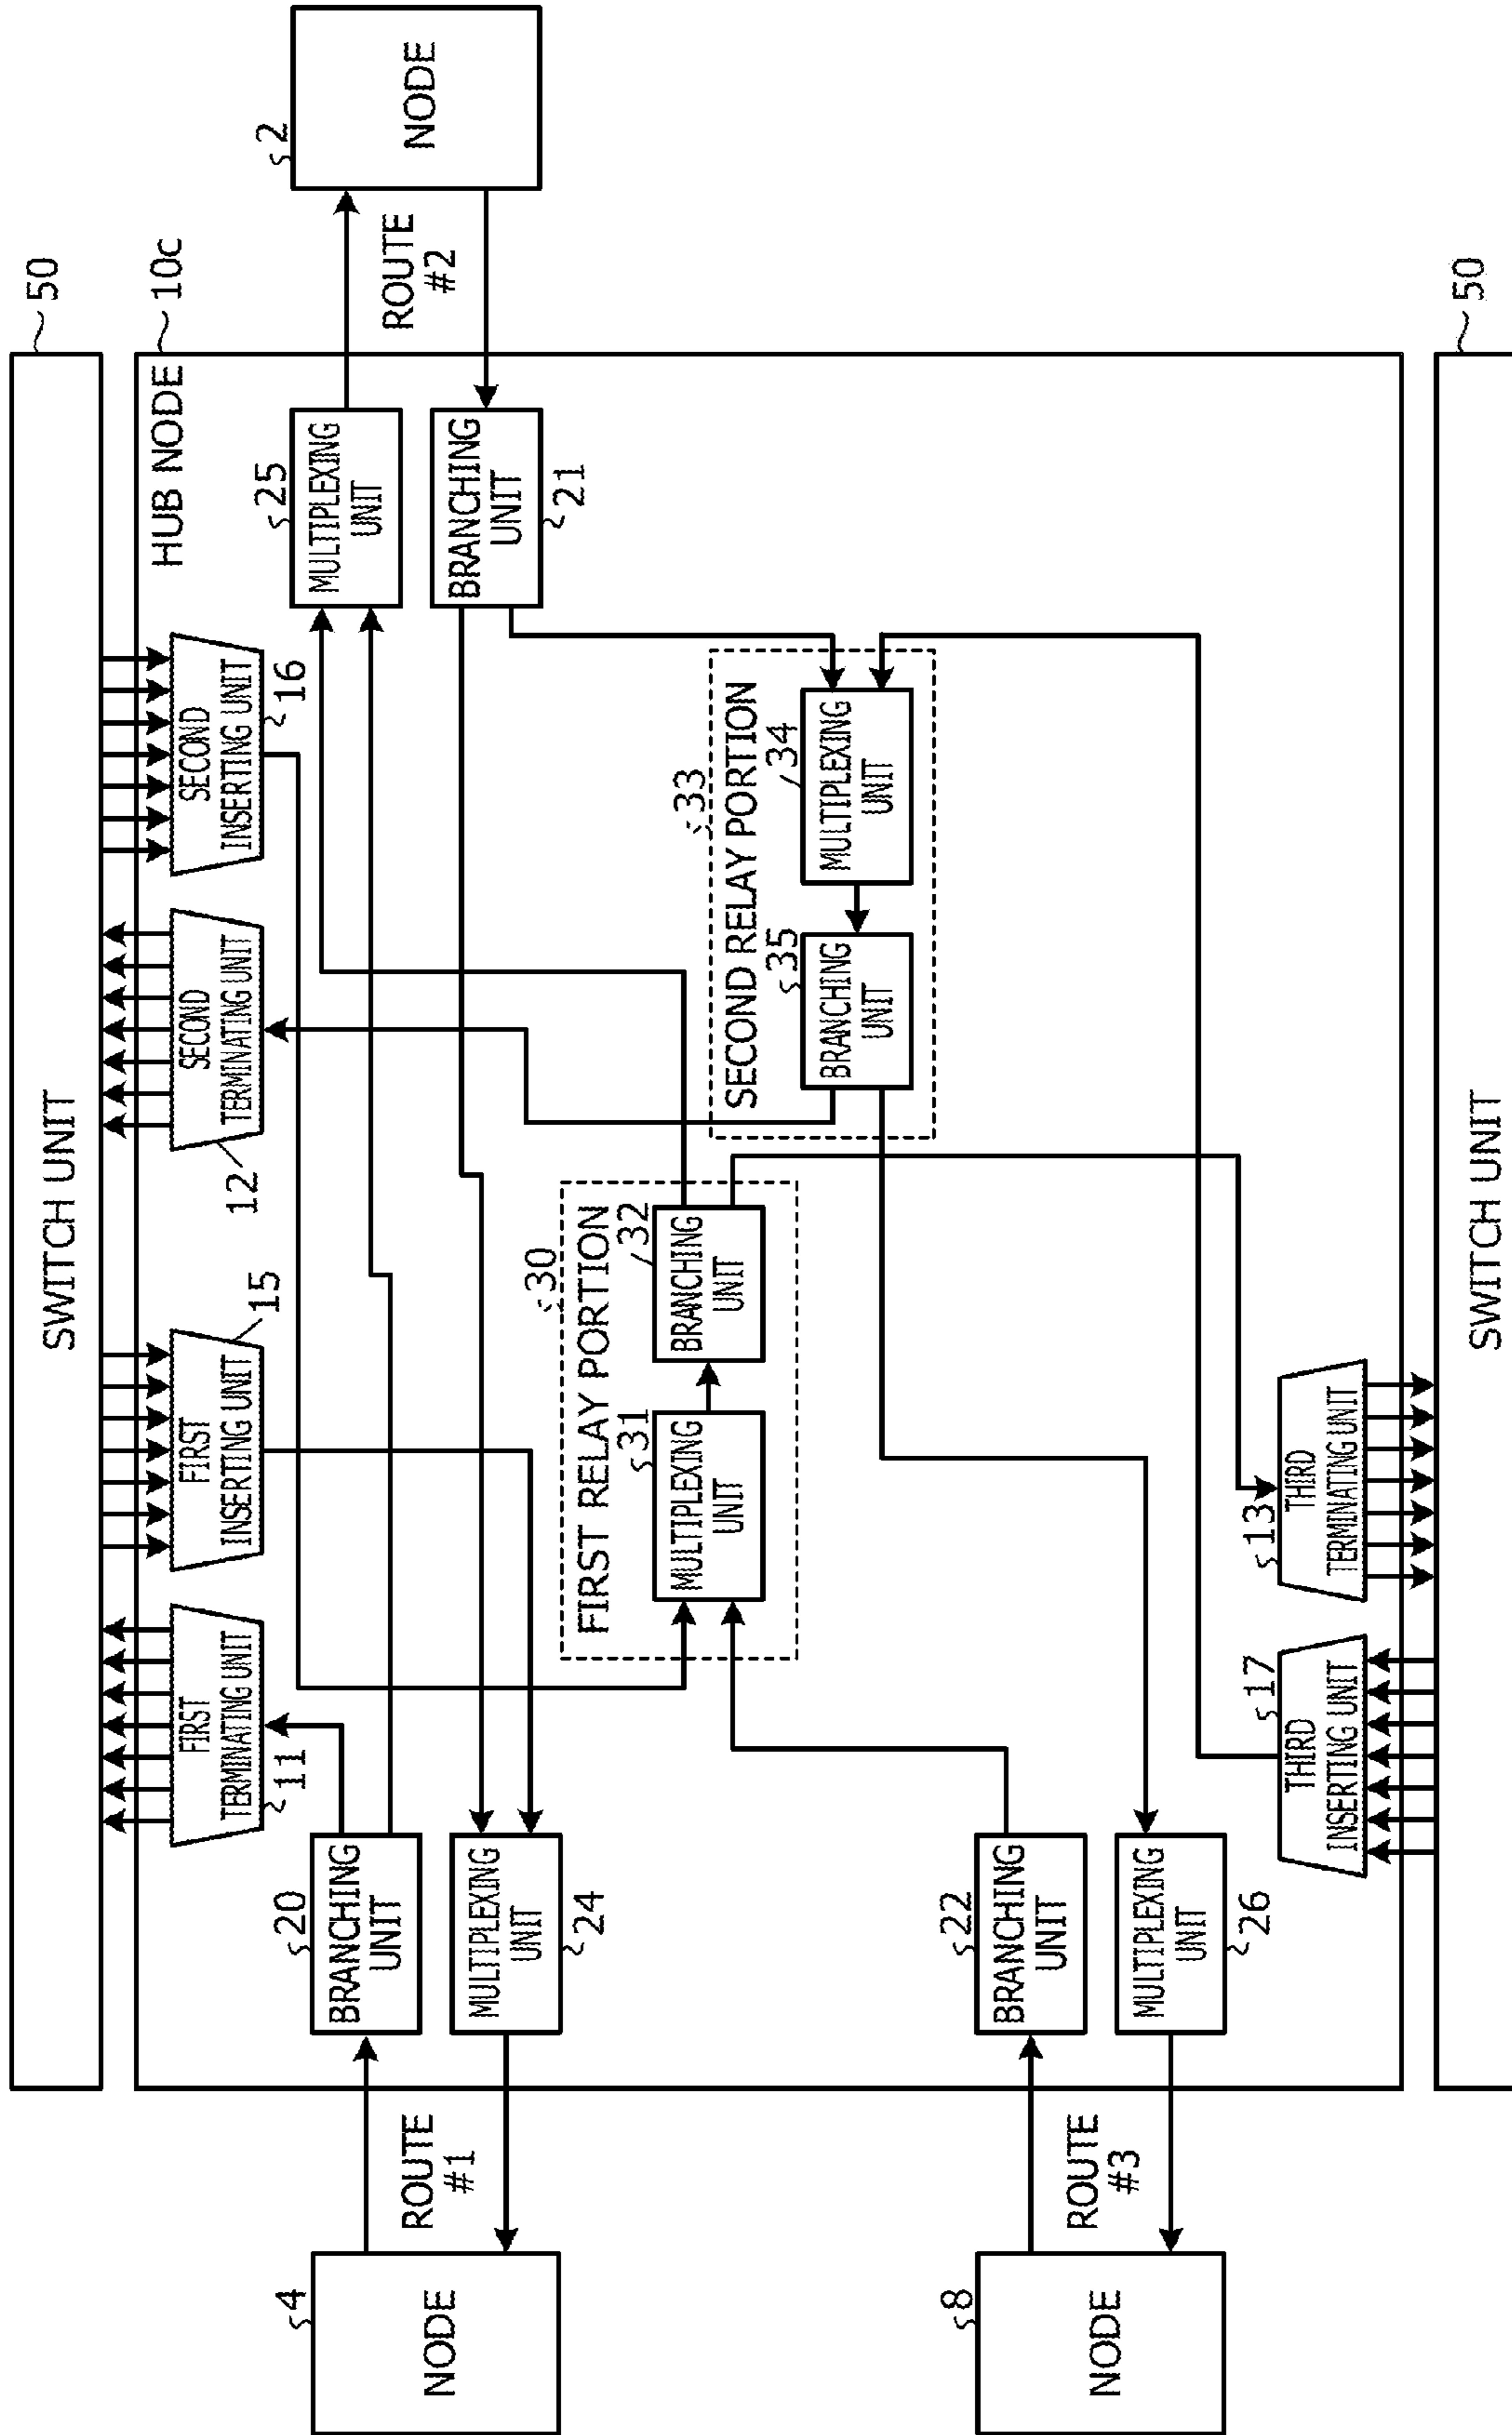 SWITCH UNIT
50
HUB NODE
10c
FIRST
TERMINATING UNIT
11
FIRST
INSERTING UNIT
15
SECOND
TERMINATING UNIT
12
SECOND
INSERTING UNIT
16
4
NODE
ROUTE
#1
20
BRANCHING
UNIT
MULTIPLEXING
UNIT
24
25
MULTIPLEXING
UNIT
BRANCHING
UNIT
21
ROUTE
#2
2
NODE
30
FIRST RELAY PORTION
31
MULTIPLEXING
UNIT
32
BRANCHING
UNIT
33
SECOND RELAY PORTION
35
BRANCHING
UNIT
34
MULTIPLEXING
UNIT
8
NODE
ROUTE
#3
22
BRANCHING
UNIT
MULTIPLEXING
UNIT
26
17
THIRD
INSERTING UNIT
13
THIRD
TERMINATING UNIT
SWITCH UNIT
50